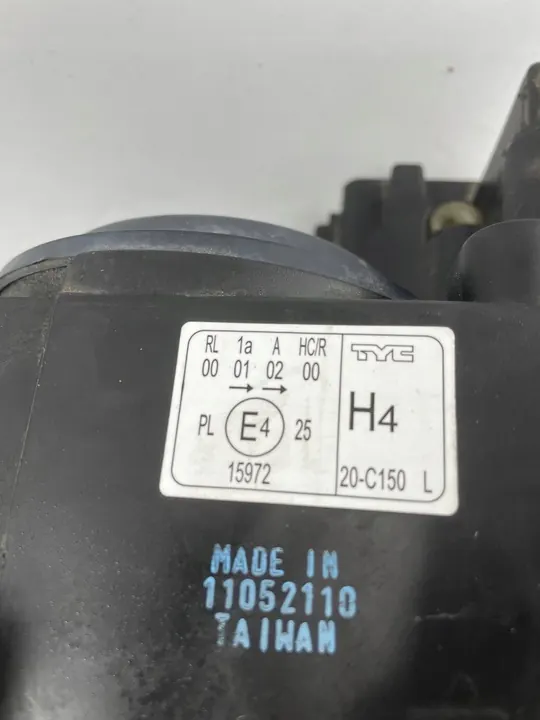 RL 1a A HC/R
00 01 02 00
→ →
PL E4 25
15972
TYC
H4
20-C150 L
MADE IN
11052110
TAIWAN